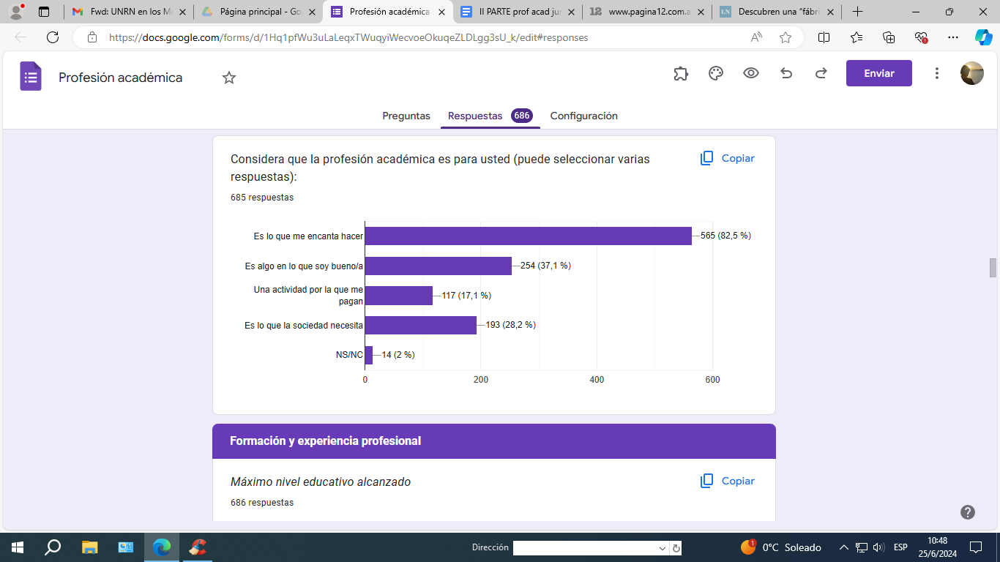 Fwd: UNRN en los Me
Página principal - Go
Profesión académica
II PARTE prof acad jun
www.pagina12.com.a
Descubren una “fábri
https://docs.google.com/forms/d/1Hq1pfWu3uLaLeqxTWuqyiWecvoeOkuqeZLDLgg3sU_k/edit#responses
Profesión académica
Enviar
Preguntas
Respuestas 686
Configuración
Considera que la profesión académica es para usted (puede seleccionar varias
respuestas):
Copiar
685 respuestas
Es lo que me encanta hacer
565 (82,5 %)
Es algo en lo que soy bueno/a
254 (37,1 %)
Una actividad por la que me
pagan
117 (17,1 %)
Es lo que la sociedad necesita
193 (28,2 %)
NS/NC
14 (2 %)
0 200 400 600
Formación y experiencia profesional
Máximo nivel educativo alcanzado
Copiar
686 respuestas
Dirección
1
0°C Soleado
ESP
10:48
25/6/2024